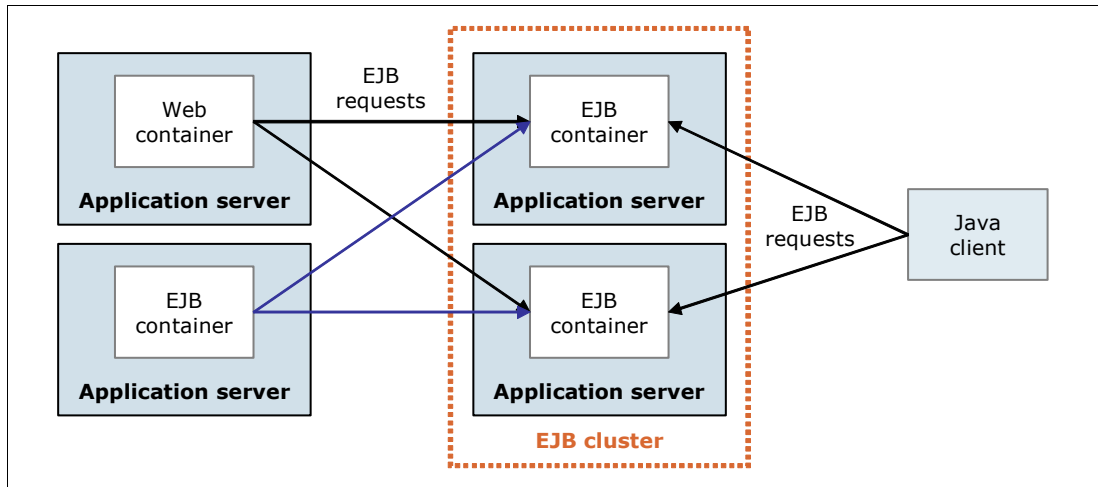 Web
container
Application server
EJB
requests
EJB
container
Application server
EJB
container
Application server
EJB
container
Application server
EJB cluster
EJB
requests
Java
client